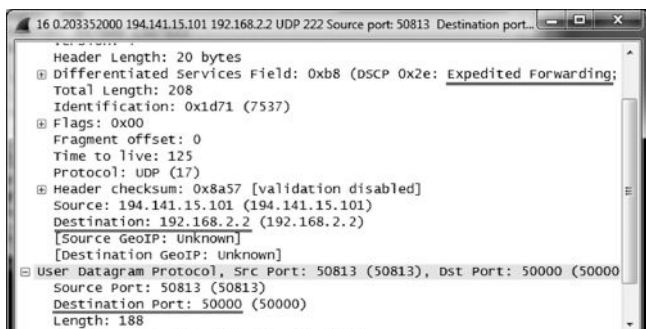 16 0.203352000 194.141.15.101 192.168.2.2 UDP 222 Source port: 50813 Destination port...
Header Length: 20 bytes
Differentiated Services Field: 0xb8 (DSCP 0x2e: Expedited Forwarding;
Total Length: 208
Identification: 0x1d71 (7537)
Flags: 0x00
Fragment offset: 0
Time to live: 125
Protocol: UDP (17)
Header checksum: 0x8a57 [validation disabled]
Source: 194.141.15.101 (194.141.15.101)
Destination: 192.168.2.2 (192.168.2.2)
[Source GeoIP: Unknown]
[Destination GeoIP: Unknown]
User Datagram Protocol, Src Port: 50813 (50813), Dst Port: 50000 (50000
Source Port: 50813 (50813)
Destination Port: 50000 (50000)
Length: 188